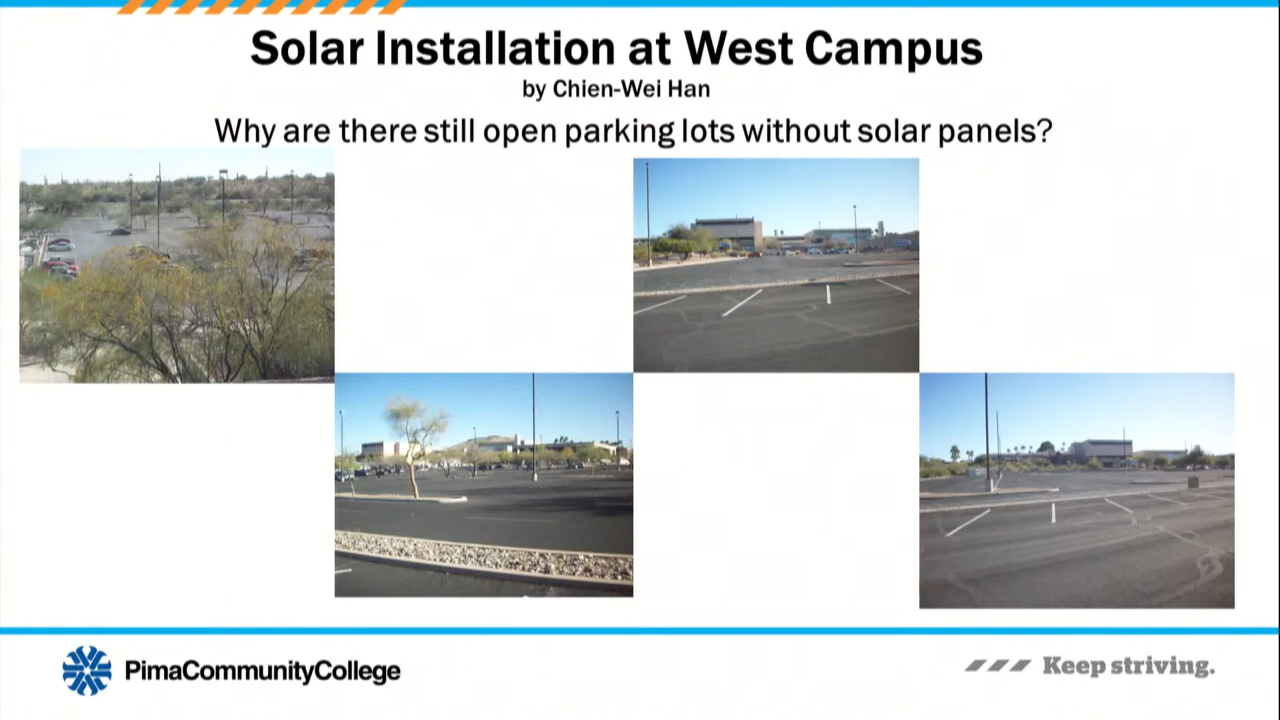 Solar Installation at West Campus
by Chien-Wei Han
Why are there still open parking lots without solar panels?
PimaCommunityCollege
Keep striving.